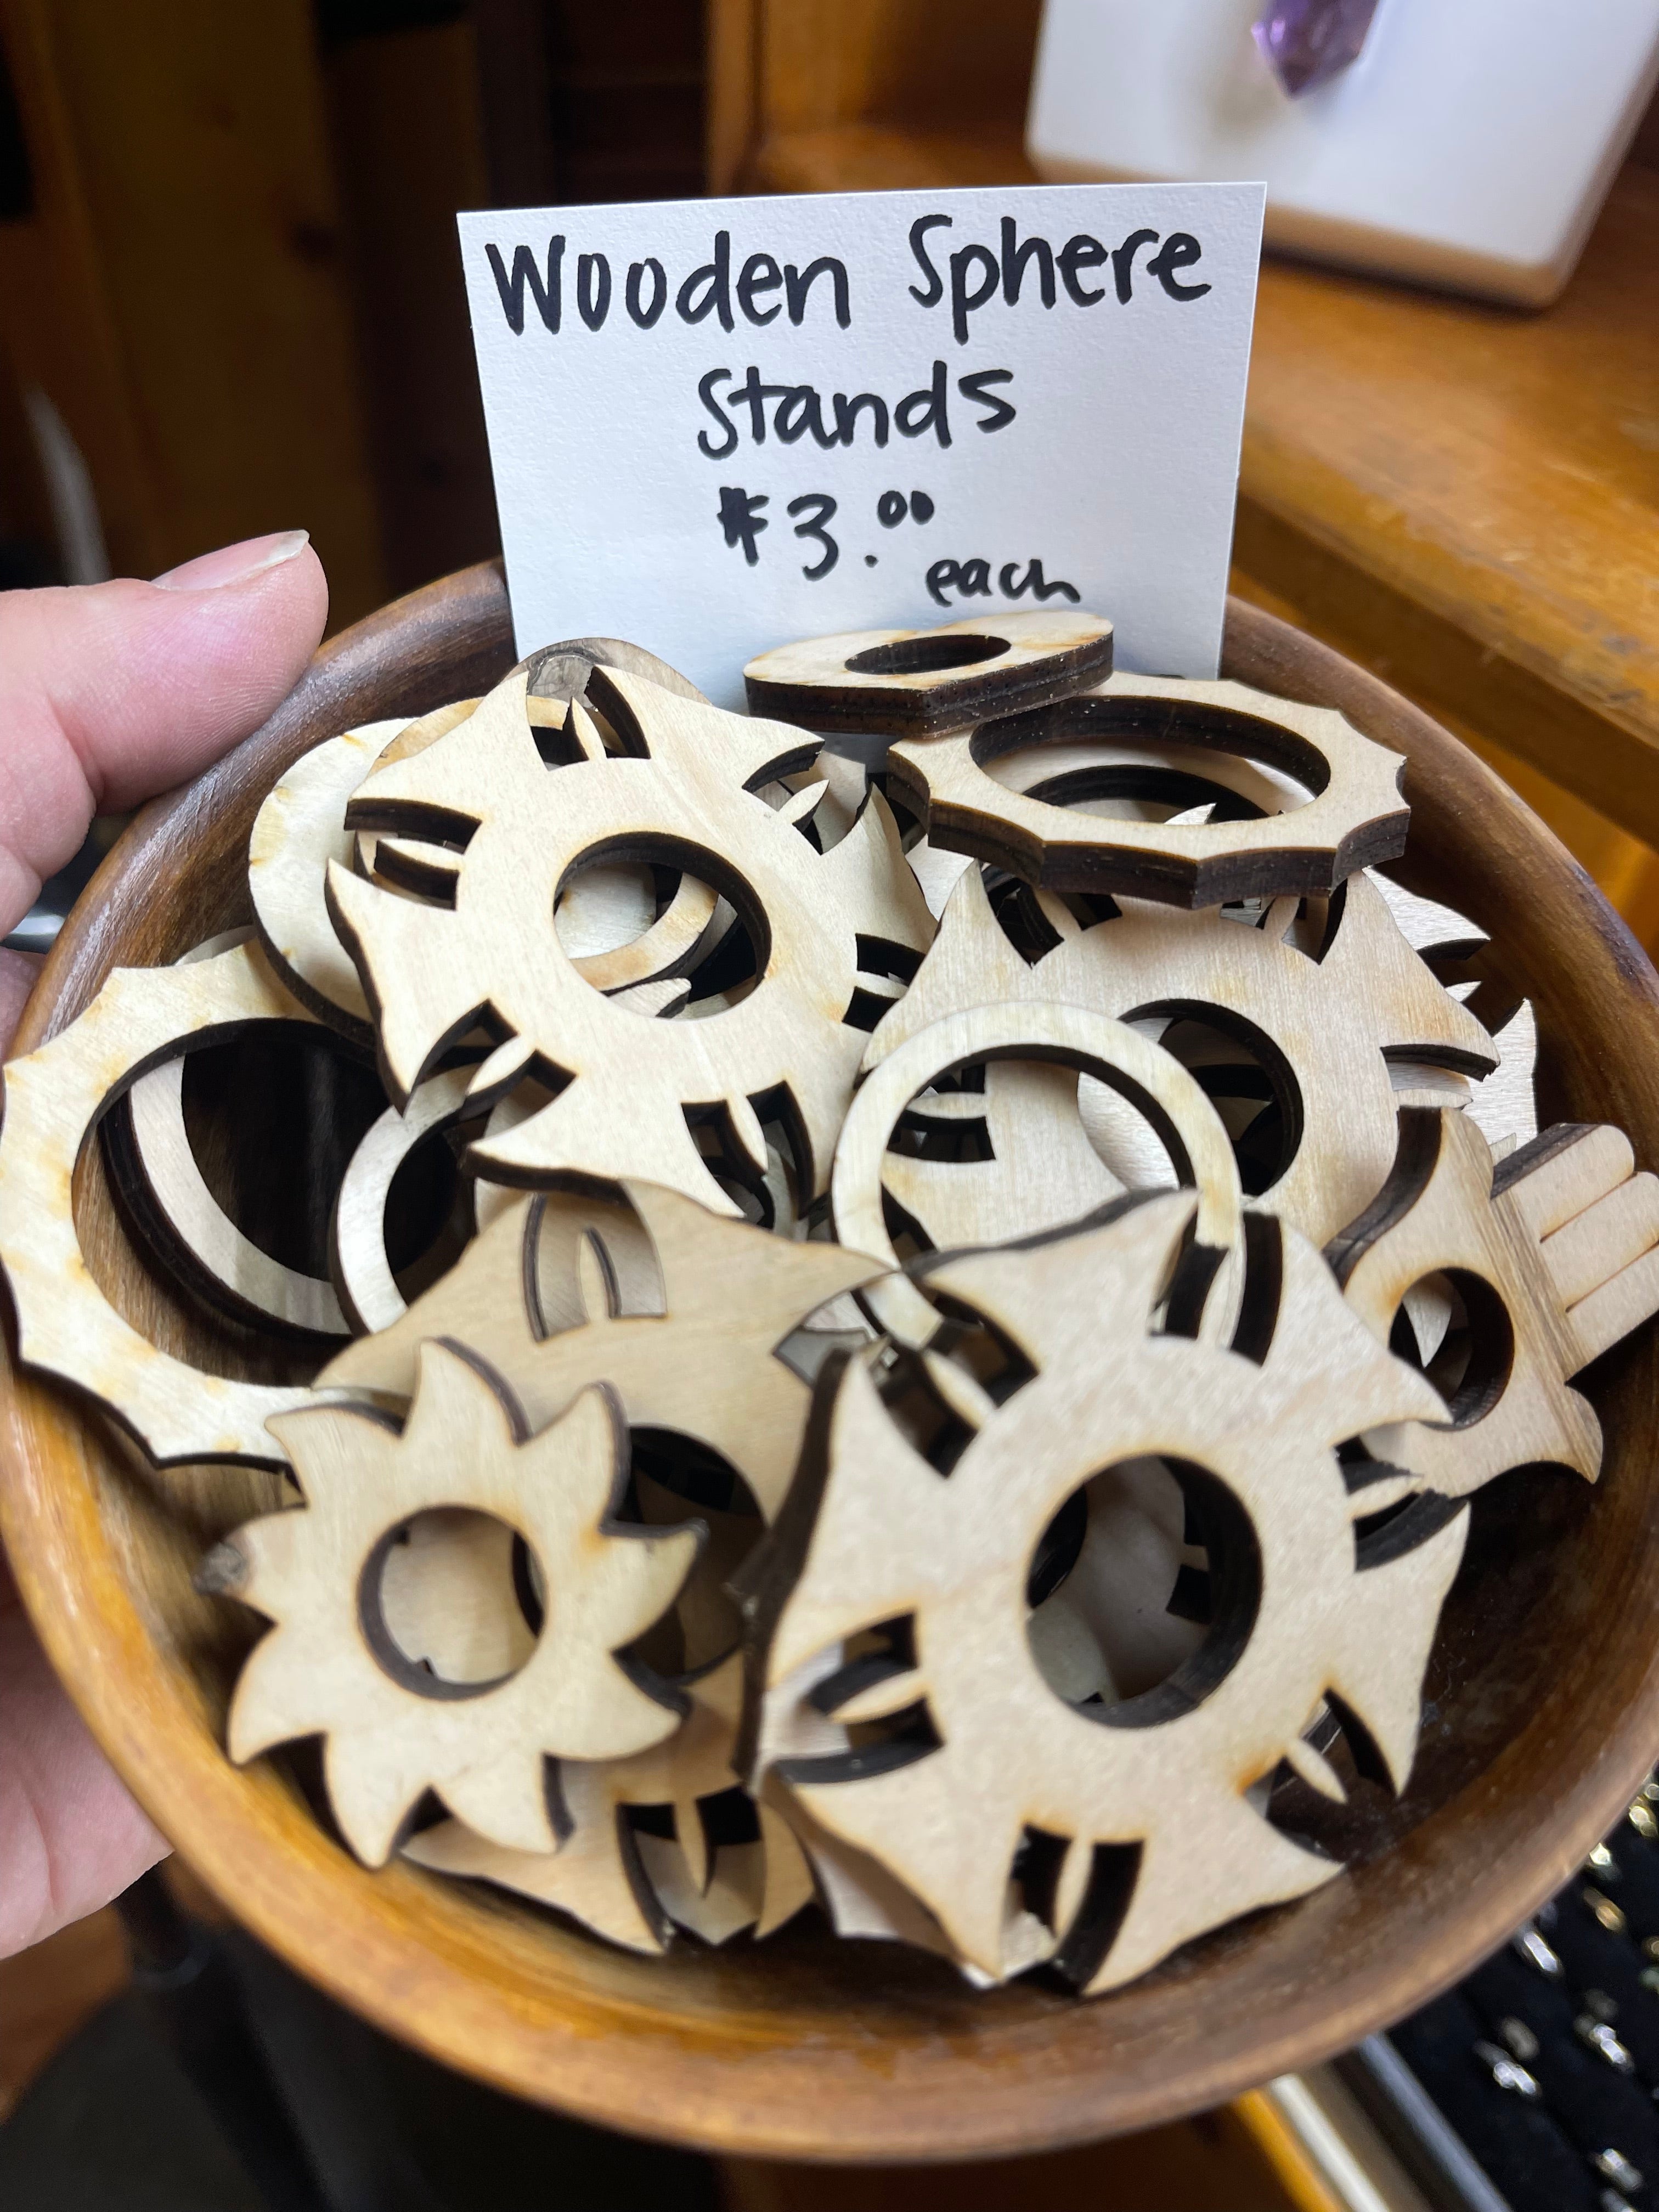 Wooden Sphere
Stands
$3.00
each